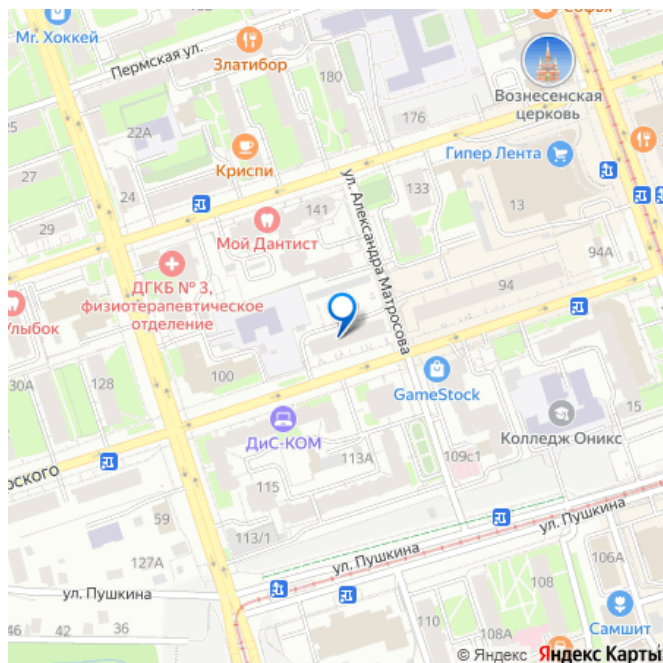 Софья
Mr. Хоккей
Златибор
Пермская ул.
180
Вознесенская
церковь
176
25
22А
Криспи
Гипер Лента
27
24
133
29
141
13
Мой Дантист
ул. Александра Матросова
94А
ДГКБ № 3,
физиотерапевтическое
отделение
94
Улыбок
100
30А
128
GameStock
15
ДиС-КОМ
Колледж Оникс
113А
109с1
рского
115
59
113/1
ул. Пушкина
127А
ул. Пушкина
106А
ул. Пушкина
108
46
42
36
108А
Самшит
© Яндекс Яндекс Карты